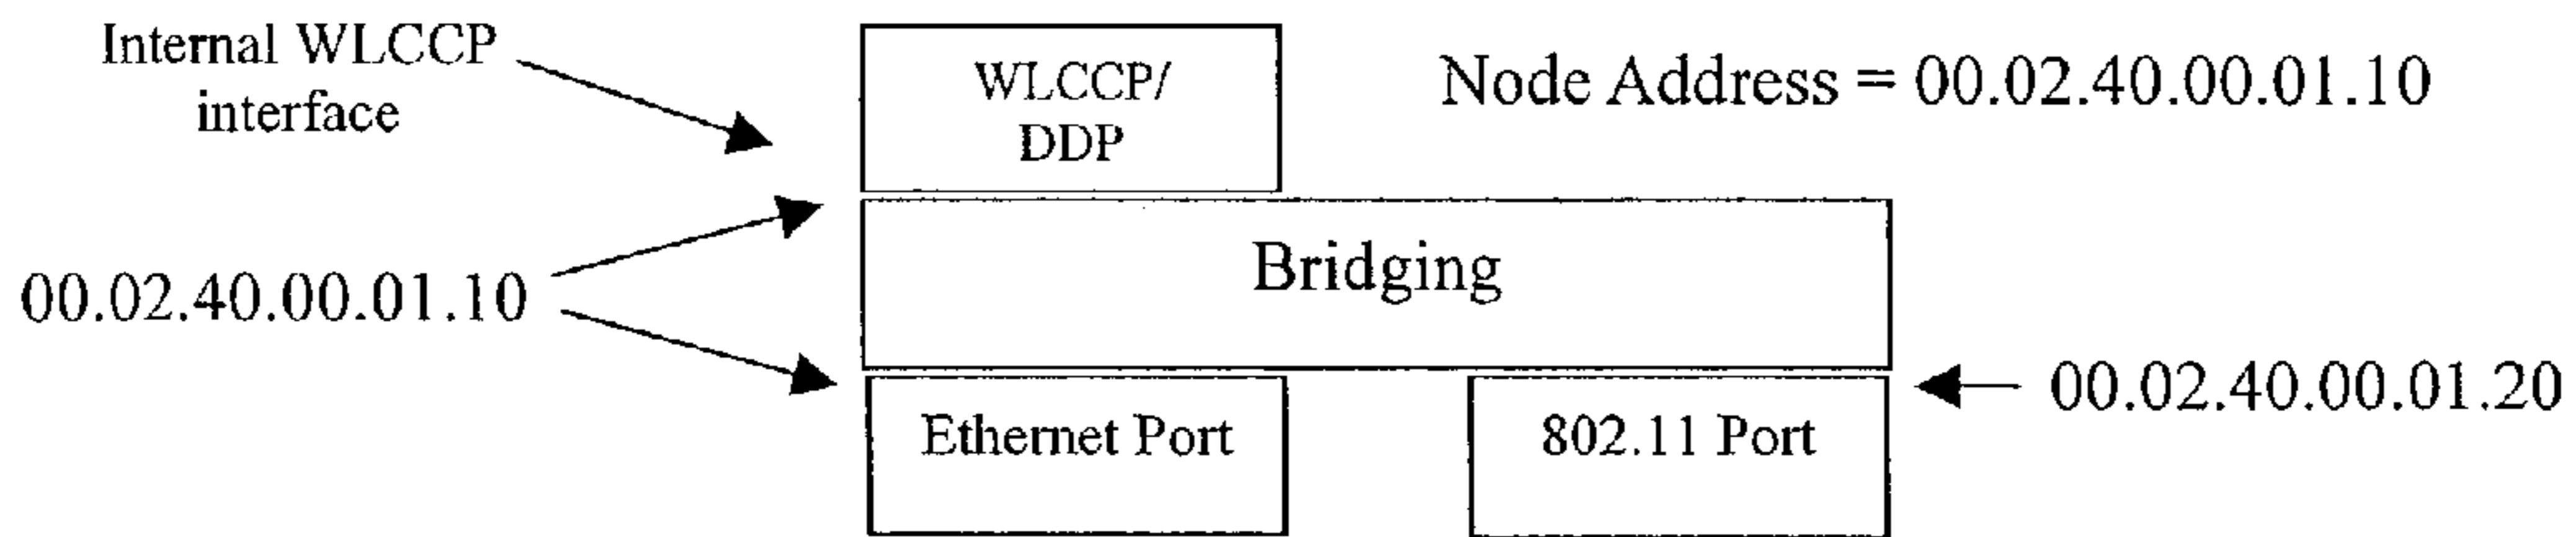 Internal WLCCP
interface
WLCCP/
DDP
Node Address = 00.02.40.00.01.10
Bridging
00.02.40.00.01.10
00.02.40.00.01.20
Ethernet Port
802.11 Port